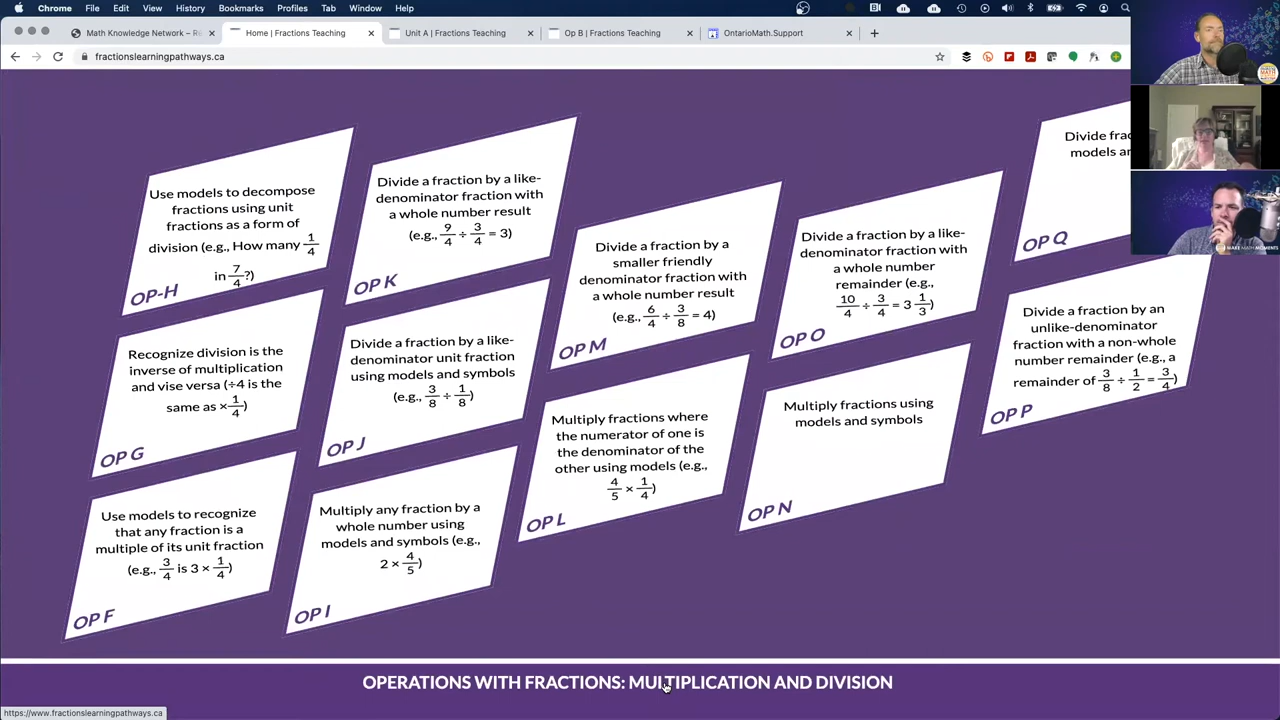 Chrome File Edit View History Bookmarks Profiles Tab Window Help
Math Knowledge Network – R
Home | Fractions Teaching
Unit A | Fractions Teaching
Op B | Fractions Teaching
OntarioMath.Support
fractionslearningpathways.ca
Use models to decompose
fractions using unit
fractions as a form of
division (e.g., How many 1/4
in 7/4?)
OP-H
Divide a fraction by a like-
denominator fraction with
a whole number result
(e.g., 9/4 ÷ 3/4 = 3)
OP K
Divide a fraction by a
smaller friendly
denominator fraction with
a whole number result
(e.g., 6/4 ÷ 3/8 = 4)
OP M
Divide a fraction by a like-
denominator fraction with
a whole number
remainder (e.g.,
10/4 ÷ 3/4 = 3 1/3)
OP O
Divide frac
models an
OP Q
Recognize division is the
inverse of multiplication
and vise versa (÷4 is the
same as ×1/4)
OP G
Divide a fraction by a like-
denominator unit fraction
using models and symbols
(e.g., 3/8 ÷ 1/8)
OP J
Multiply fractions where
the numerator of one is
the denominator of the
other using models (e.g.,
4/5 × 1/4)
OP L
Multiply fractions using
models and symbols
OP N
Divide a fraction by an
unlike-denominator
fraction with a non-whole
number remainder (e.g., a
remainder of 3/8 ÷ 1/2 = 3/4)
OP P
Use models to recognize
that any fraction is a
multiple of its unit fraction
(e.g., 3/4 is 3 × 1/4)
OP F
Multiply any fraction by a
whole number using
models and symbols (e.g.,
2 × 4/5)
OP I
OPERATIONS WITH FRACTIONS: MULTIPLICATION AND DIVISION
https://www.fractionslearningpathways.ca
MAKE MATH MOMENTS